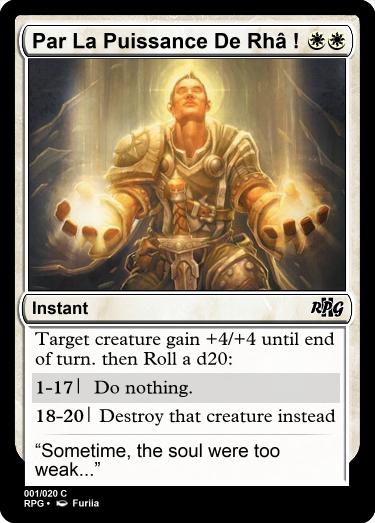 Par La Puissance De Rhâ !
Instant
RPG
Target creature gain +4/+4 until end
of turn. then Roll a d20:
1-17| Do nothing.
18-20| Destroy that creature instead
“Sometime, the soul were too
weak...”
001/020 C
RPG • Furiia